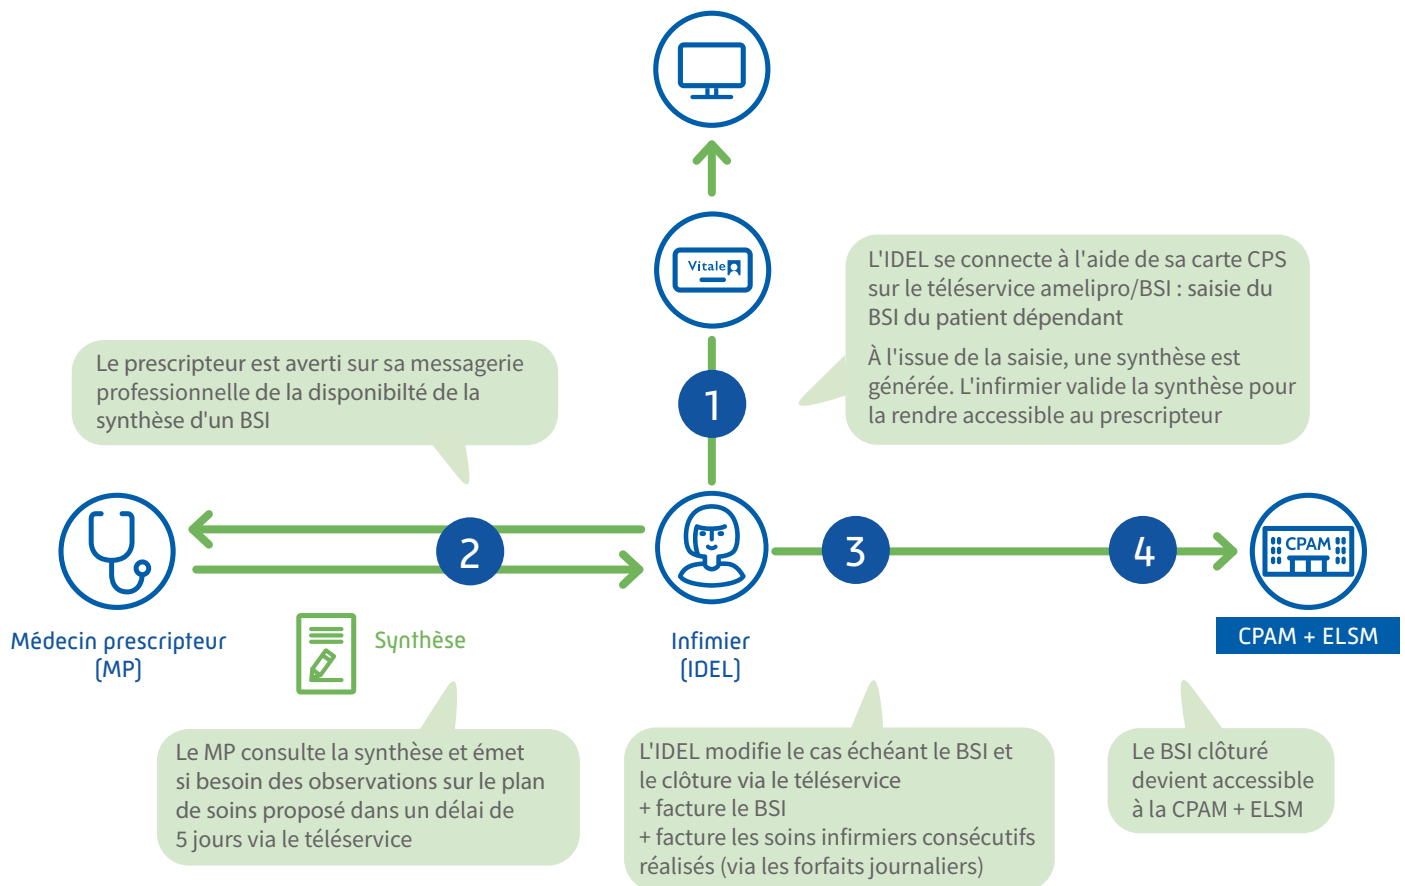 Vitale
L'IDEL se connecte à l'aide de sa carte CPS
sur le téléservice amelipro/BSI : saisie du
BSI du patient dépendant
À l'issue de la saisie, une synthèse est
générée. L'infirmier valide la synthèse pour
la rendre accessible au prescripteur
Le prescripteur est averti sur sa messagerie
professionnelle de la disponibilté de la
synthèse d'un BSI
1
2
3
4
CPAM
Médecin prescripteur
(MP)
Synthèse
Infimier
(IDEL)
CPAM + ELSM
Le MP consulte la synthèse et émet
si besoin des observations sur le plan
de soins proposé dans un délai de
5 jours via le téléservice
L'IDEL modifie le cas échéant le BSI et
le clôture via le téléservice
+ facture le BSI
+ facture les soins infirmiers consécutifs
réalisés (via les forfaits journaliers)
Le BSI clôturé
devient accessible
à la CPAM + ELSM